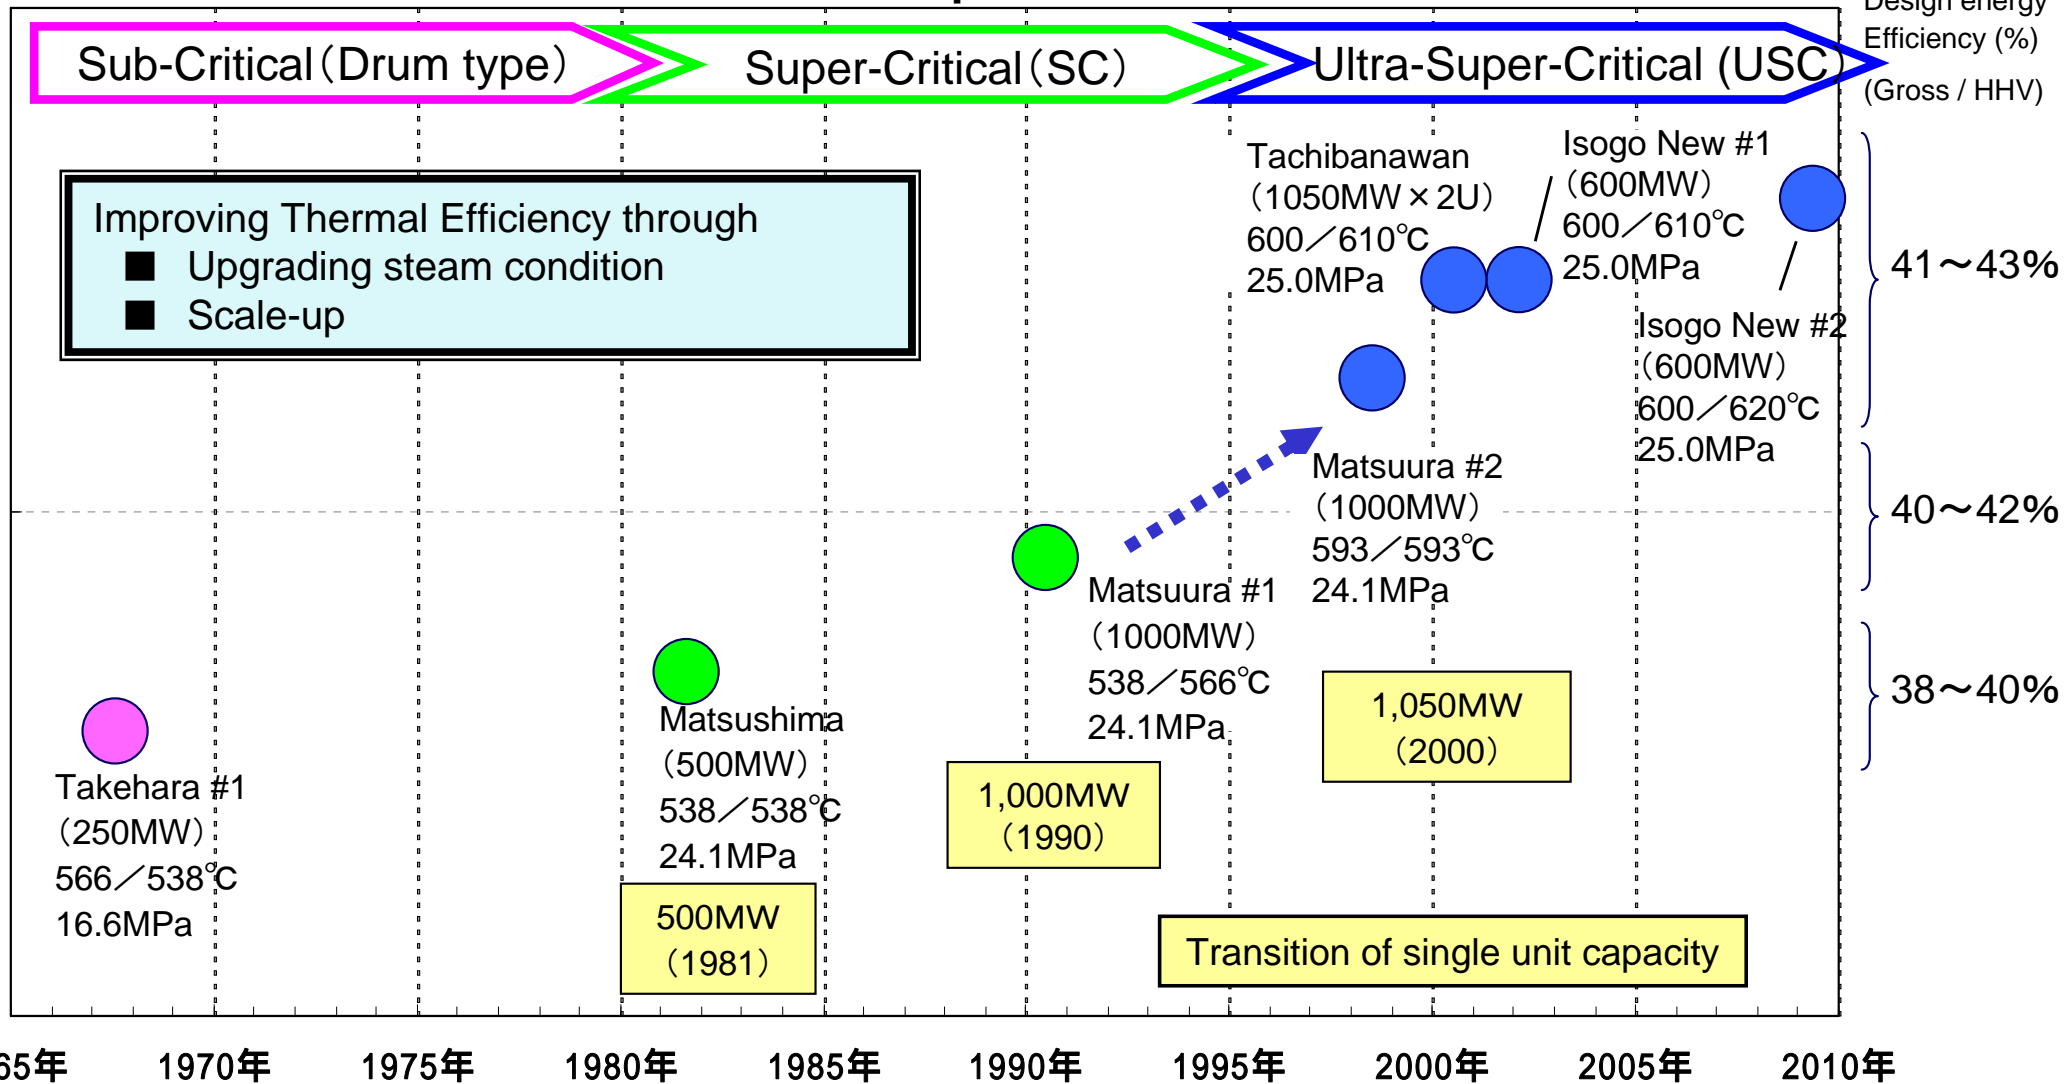 Design energy
Efficiency (%)
(Gross / HHV)
Sub-Critical（Drum type）
Super-Critical（SC）
Ultra-Super-Critical (USC)
Improving Thermal Efficiency through
■ Upgrading steam condition
■ Scale-up
Tachibanawan
（1050MW×2U）
600／610℃
25.0MPa
Isogo New #1
（600MW）
600／610℃
25.0MPa
Isogo New #2
（600MW）
600／620℃
25.0MPa
41～43%
Matsuura #2
（1000MW）
593／593℃
24.1MPa
40～42%
Matsuura #1
（1000MW）
538／566℃
24.1MPa
38～40%
Matsushima
（500MW）
538／538℃
24.1MPa
Takehara #1
（250MW）
566／538℃
16.6MPa
500MW
（1981）
1,000MW
（1990）
1,050MW
（2000）
Transition of single unit capacity
65年 1970年 1975年 1980年 1985年 1990年 1995年 2000年 2005年 2010年